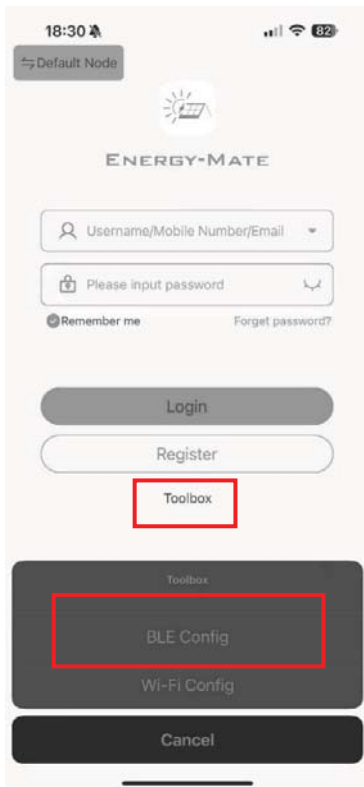 18:30
82
Default Node
ENERGY-MATE
Username/Mobile Number/Email
Please input password
Remember me Forget password?
Login
Register
Toolbox
Toolbox
BLE Config
Wi-Fi Config
Cancel